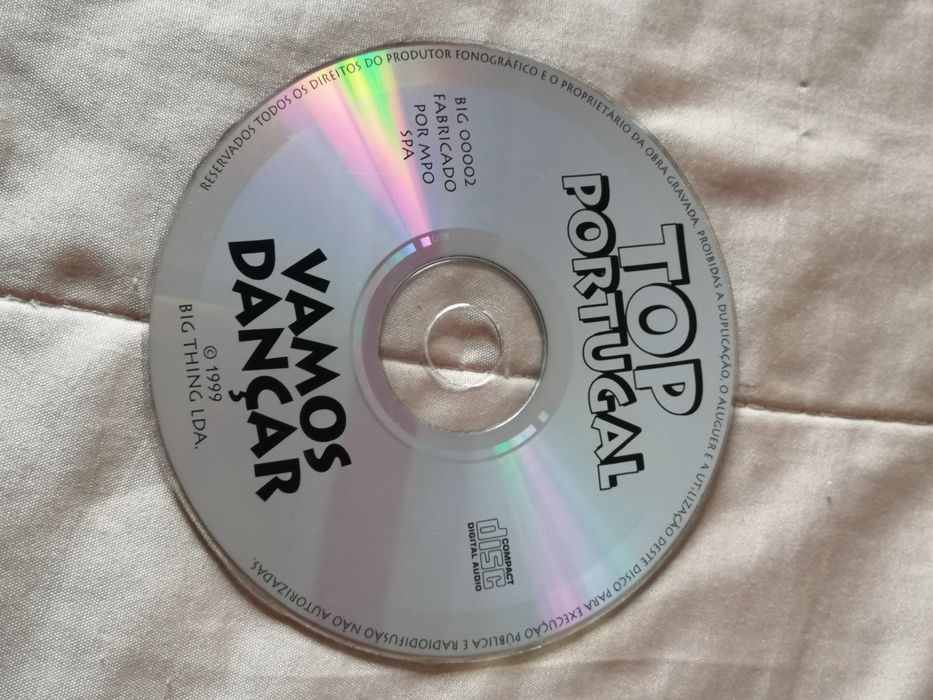 TOP
PORTUGAL
BIG 00002
FABRICADO
POR MPO
SPA
COMPACT
disc
DIGITAL AUDIO
VAMOS
DANÇAR
© 1999
BIG THING LDA.
RESERVADOS TODOS OS DIREITOS DO PRODUTOR FONOGRÁFICO E O PROPRIETÁRIO DA OBRA GRAVADA. PROIBIDAS A DUPLICAÇÃO, O ALUGUER E A UTILIZAÇÃO DESTE DISCO PARA EXECUÇÃO PUBLICA E RADIODIFUSÃO NÃO AUTORIZADAS.